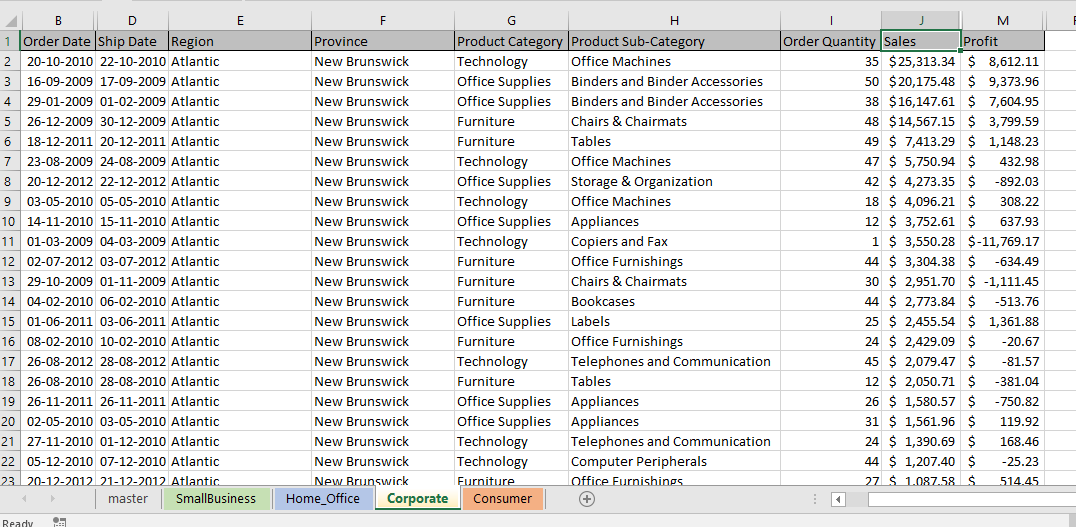 B D E F G H I J M
1 Order Date Ship Date Region Province Product Category Product Sub-Category Order Quantity Sales Profit
2 20-10-2010 22-10-2010 Atlantic New Brunswick Technology Office Machines 35 $25,313.34 $ 8,612.11
3 16-09-2009 17-09-2009 Atlantic New Brunswick Office Supplies Binders and Binder Accessories 50 $20,175.48 $ 9,373.96
4 29-01-2009 01-02-2009 Atlantic New Brunswick Office Supplies Binders and Binder Accessories 38 $16,147.61 $ 7,604.95
5 26-12-2009 30-12-2009 Atlantic New Brunswick Furniture Chairs & Chairmats 48 $14,567.15 $ 3,799.59
6 18-12-2011 20-12-2011 Atlantic New Brunswick Furniture Tables 49 $ 7,413.29 $ 1,148.23
7 23-08-2009 24-08-2009 Atlantic New Brunswick Technology Office Machines 47 $ 5,750.94 $ 432.98
8 20-12-2012 22-12-2012 Atlantic New Brunswick Office Supplies Storage & Organization 42 $ 4,273.35 $ -892.03
9 03-05-2010 05-05-2010 Atlantic New Brunswick Technology Office Machines 18 $ 4,096.21 $ 308.22
10 14-11-2010 15-11-2010 Atlantic New Brunswick Office Supplies Appliances 12 $ 3,752.61 $ 637.93
11 01-03-2009 04-03-2009 Atlantic New Brunswick Technology Copiers and Fax 1 $ 3,550.28 $-11,769.17
12 02-07-2012 03-07-2012 Atlantic New Brunswick Furniture Office Furnishings 44 $ 3,304.38 $ -634.49
13 29-10-2009 01-11-2009 Atlantic New Brunswick Furniture Chairs & Chairmats 30 $ 2,951.70 $ -1,111.45
14 04-02-2010 06-02-2010 Atlantic New Brunswick Furniture Bookcases 44 $ 2,773.84 $ -513.76
15 01-06-2011 03-06-2011 Atlantic New Brunswick Office Supplies Labels 25 $ 2,455.54 $ 1,361.88
16 08-02-2010 10-02-2010 Atlantic New Brunswick Furniture Office Furnishings 24 $ 2,429.09 $ -20.67
17 26-08-2012 28-08-2012 Atlantic New Brunswick Technology Telephones and Communication 45 $ 2,079.47 $ -81.57
18 26-08-2010 28-08-2010 Atlantic New Brunswick Furniture Tables 12 $ 2,050.71 $ -381.04
19 26-11-2011 26-11-2011 Atlantic New Brunswick Office Supplies Appliances 26 $ 1,580.57 $ -750.82
20 02-05-2010 03-05-2010 Atlantic New Brunswick Office Supplies Appliances 31 $ 1,561.96 $ 119.92
21 27-11-2010 01-12-2010 Atlantic New Brunswick Technology Telephones and Communication 24 $ 1,390.69 $ 168.46
22 05-12-2010 07-12-2010 Atlantic New Brunswick Technology Computer Peripherals 44 $ 1,207.40 $ -25.23
23 20-12-2012 21-12-2012 Atlantic New Brunswick Furniture Office Furnishings 27 $ 1,087.58 $ 514.45
master SmallBusiness Home_Office Corporate Consumer
Ready